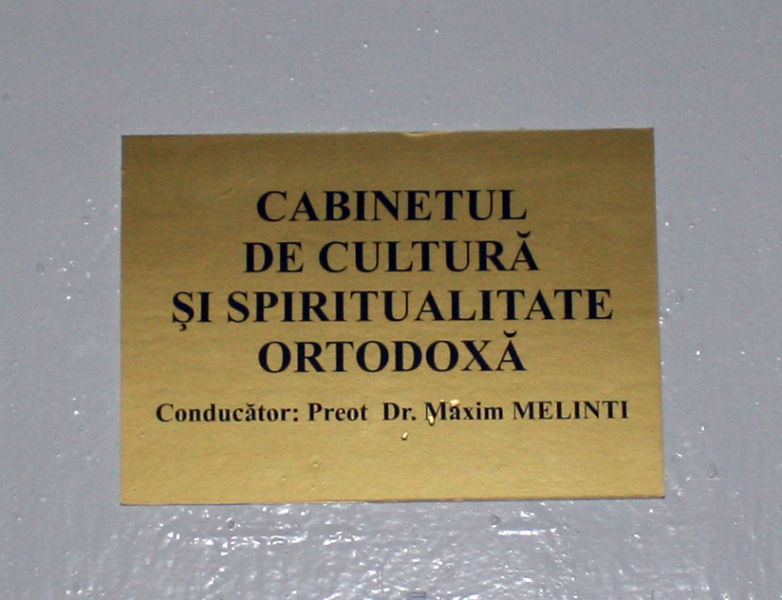 CABINETUL
DE CULTURĂ
ŞI SPIRITUALITATE
ORTODOXĂ
Conducător: Preot Dr. Maxim MELINTI